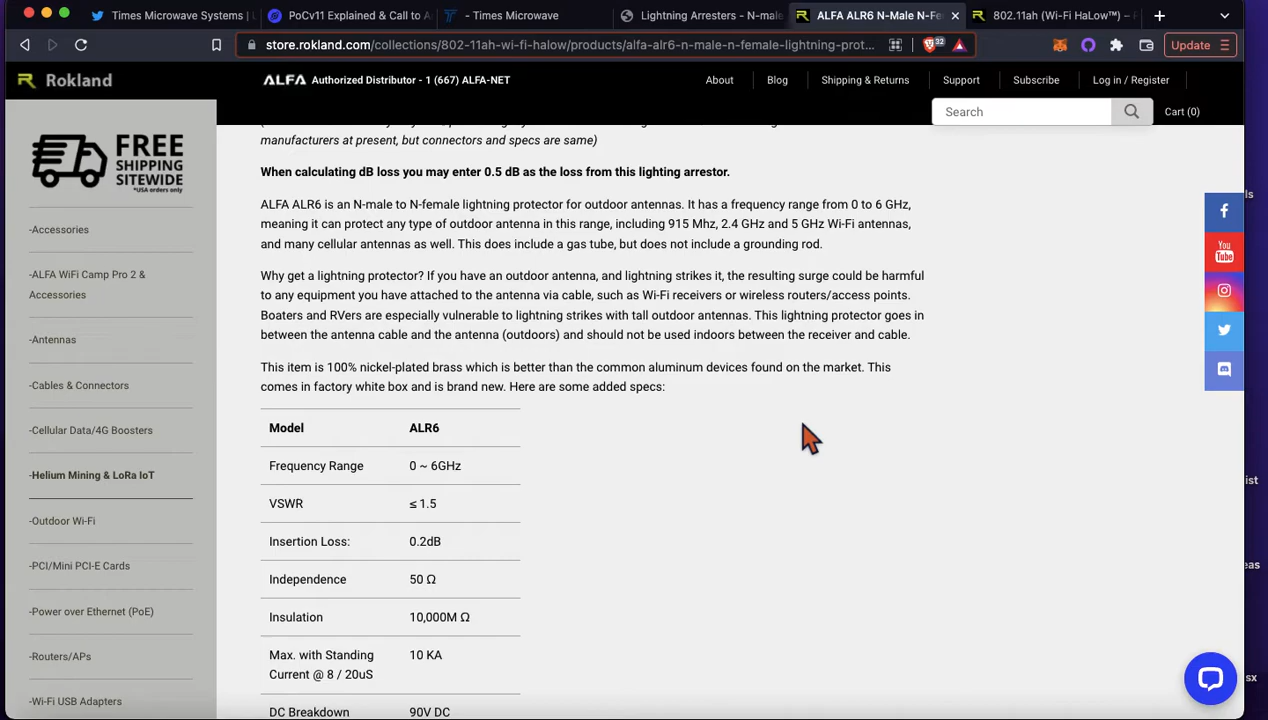 Times Microwave Systems |
PoCv11 Explained & Call to A
- Times Microwave
Lightning Arresters - N-male
ALFA ALR6 N-Male N-Fe
802.11ah (Wi-Fi HaLow™) – R
store.rokland.com/collections/802-11ah-wi-fi-halow/products/alfa-alr6-n-male-n-female-lightning-prot...
32
Update
Rokland
ALFA Authorized Distributor - 1 (667) ALFA-NET
About
Blog
Shipping & Returns
Support
Subscribe
Log in / Register
Search
Cart (0)
FREE
SHIPPING
SITEWIDE
*USA orders only
-Accessories
-ALFA WiFi Camp Pro 2 &
Accessories
-Antennas
-Cables & Connectors
-Cellular Data/4G Boosters
-Helium Mining & LoRa IoT
-Outdoor Wi-Fi
-PCI/Mini PCI-E Cards
-Power over Ethernet (PoE)
-Routers/APs
-Wi-Fi USB Adapters
manufacturers at present, but connectors and specs are same)
When calculating dB loss you may enter 0.5 dB as the loss from this lighting arrestor.
ALFA ALR6 is an N-male to N-female lightning protector for outdoor antennas. It has a frequency range from 0 to 6 GHz,
meaning it can protect any type of outdoor antenna in this range, including 915 Mhz, 2.4 GHz and 5 GHz Wi-Fi antennas,
and many cellular antennas as well. This does include a gas tube, but does not include a grounding rod.
Why get a lightning protector? If you have an outdoor antenna, and lightning strikes it, the resulting surge could be harmful
to any equipment you have attached to the antenna via cable, such as Wi-Fi receivers or wireless routers/access points.
Boaters and RVers are especially vulnerable to lightning strikes with tall outdoor antennas. This lightning protector goes in
between the antenna cable and the antenna (outdoors) and should not be used indoors between the receiver and cable.
This item is 100% nickel-plated brass which is better than the common aluminum devices found on the market. This
comes in factory white box and is brand new. Here are some added specs:
Model ALR6
Frequency Range 0 ~ 6GHz
VSWR ≤ 1.5
Insertion Loss: 0.2dB
Independence 50 Ω
Insulation 10,000M Ω
Max. with Standing 10 KA
Current @ 8 / 20uS
DC Breakdown 90V DC
You
Tube
ls
ist
eas
sx